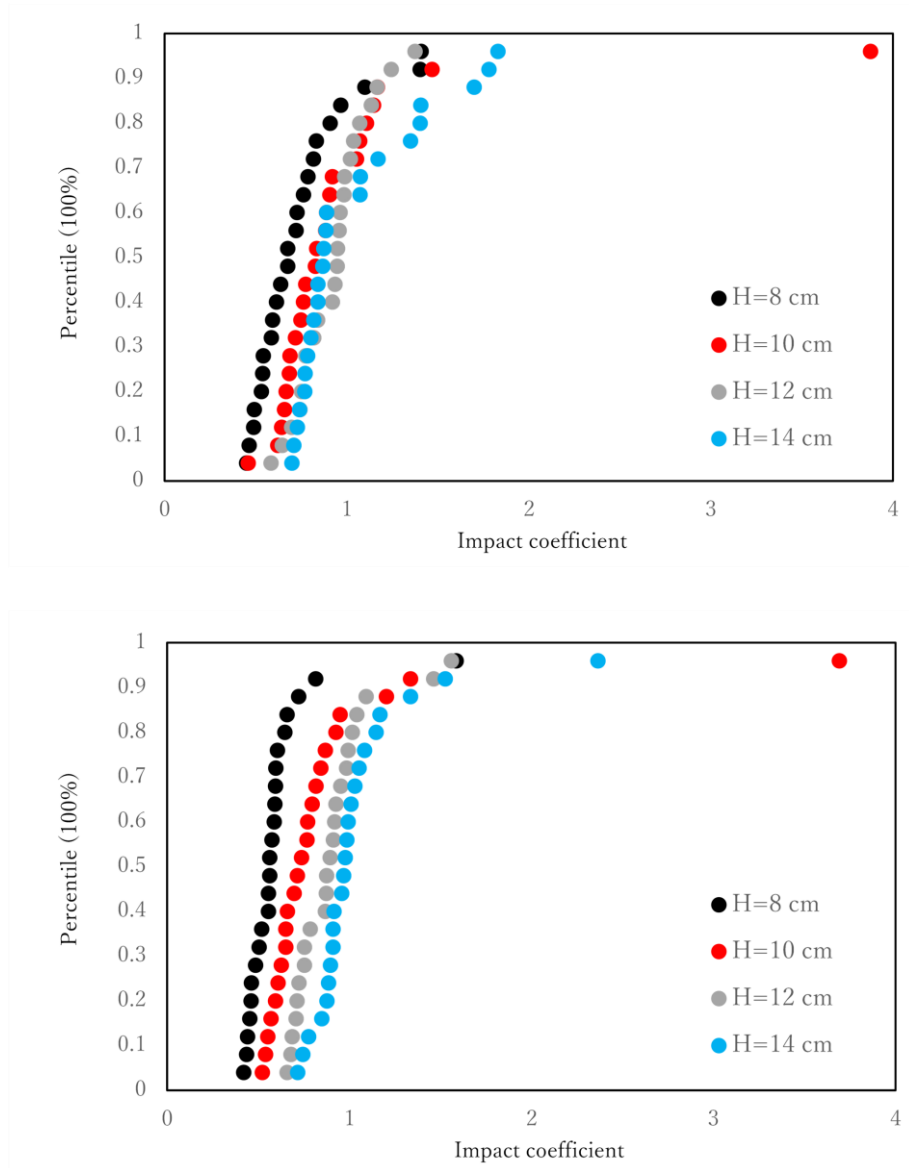 1
0.9
0.8
0.7
0.6
0.5
0.4
0.3
0.2
0.1
0
Percentile (100%)
H=8 cm
H=10 cm
H=12 cm
H=14 cm
0 1 2 3 4
Impact coefficient
1
0.9
0.8
0.7
0.6
0.5
0.4
0.3
0.2
0.1
0
Percentile (100%)
H=8 cm
H=10 cm
H=12 cm
H=14 cm
0 1 2 3 4
Impact coefficient